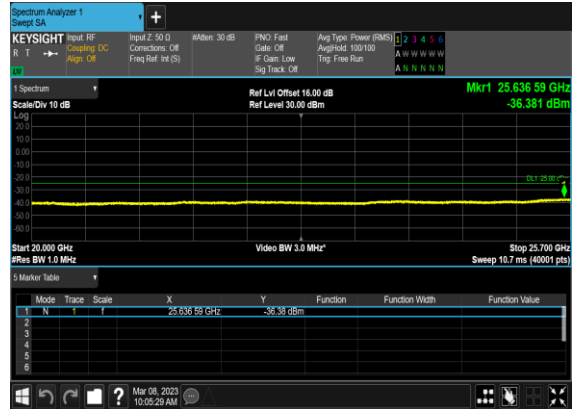 Spectrum Analyzer 1
Swept SA
+
KEYSIGHT Input: RF Input Z: 50 Ω #Atten: 30 dB PNO: Fast Avg Type: Power (RMS) 1 2 3 4 5 6
R T Coupling: DC Corrections: Off Gate: Off Avg|Hold: 100/100 A W W W W W
Align: Off Freq Ref: Int (S) IF Gain: Low Trig: Free Run
Sig Track: Off A N N N N N
1 Spectrum Ref Lvl Offset 16.00 dB Mkr1 25.636 59 GHz
Scale/Div 10 dB Ref Level 30.00 dBm -36.381 dBm
Log
20.0
10.0
0.00
-10.0
-20.0
DL1 -25.00
-30.0
-40.0
-50.0
-60.0
Start 20.000 GHz Video BW 3.0 MHz* Stop 25.700 GHz
#Res BW 1.0 MHz Sweep 10.7 ms (40001 pts)
5 Marker Table
Mode Trace Scale X Y Function Function Width Function Value
1 N 1 f 25.636 59 GHz -36.38 dBm
2
3
4
5
6
? Mar 08, 2023
10:05:29 AM